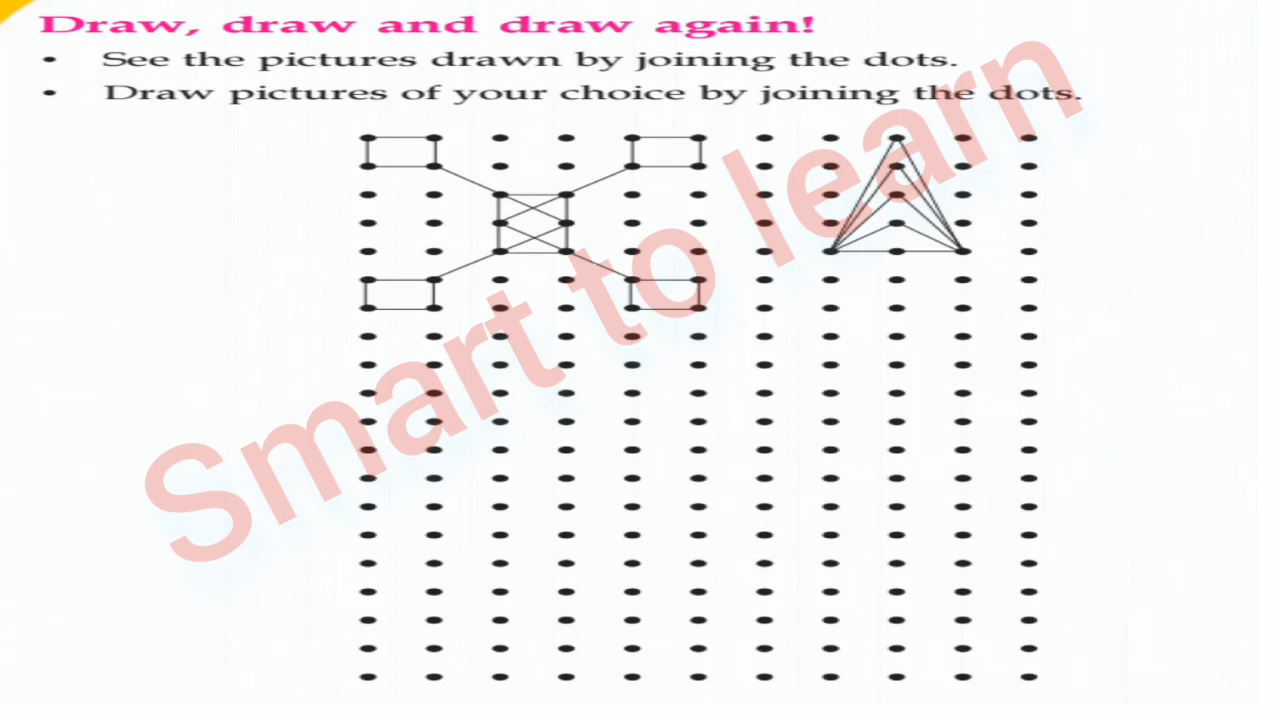 Draw, draw and draw again!
• See the pictures drawn by joining the dots.
• Draw pictures of your choice by joining the dots.
Smart to learn